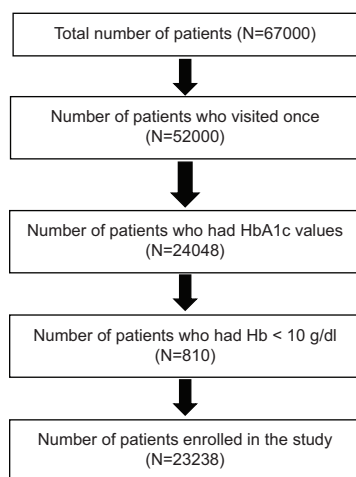 Total number of patients (N=67000)
Number of patients who visited once
(N=52000)
Number of patients who had HbA1c values
(N=24048)
Number of patients who had Hb < 10 g/dl
(N=810)
Number of patients enrolled in the study
(N=23238)